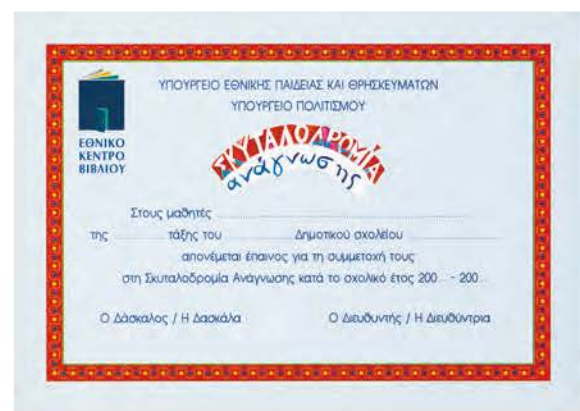 ΥΠΟΥΡΓΕΙΟ ΕΘΝΙΚΗΣ ΠΑΙΔΕΙΑΣ ΚΑΙ ΘΡΗΣΚΕΥΜΑΤΩΝ
ΥΠΟΥΡΓΕΙΟ ΠΟΛΙΤΙΣΜΟΥ
ΕΘΝΙΚΟ
ΚΕΝΤΡΟ
ΒΙΒΛΙΟΥ
ΣΚΥΤΑΛΟΔΡΟΜΙΑ
ανάγνωσης
Στους μαθητές ..........
της .......... τάξης του .......... Δημοτικού σχολείου ..........
απονέμεται έπαινος για τη συμμετοχή τους
στη Σκυταλοδρομία Ανάγνωσης κατά το σχολικό έτος 200... - 200...
Ο Δάσκαλος / Η Δασκάλα Ο Διευθυντής / Η Διευθύντρια